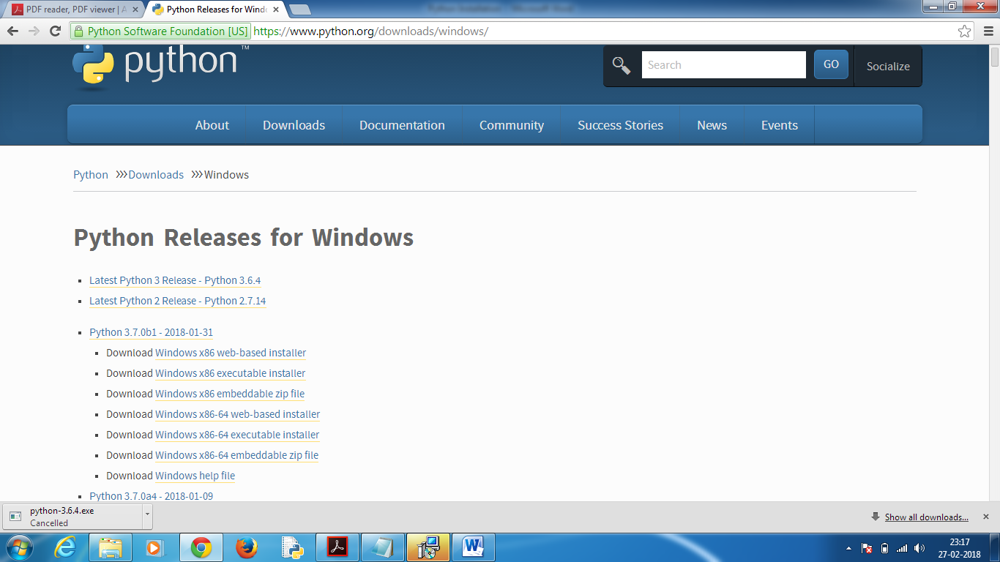 PDF reader, PDF viewer | A
Python Releases for Wind
Python Software Foundation [US] https://www.python.org/downloads/windows/
python™
Search
GO
Socialize
About Downloads Documentation Community Success Stories News Events
Python >>> Downloads >>> Windows
Python Releases for Windows
Latest Python 3 Release - Python 3.6.4
Latest Python 2 Release - Python 2.7.14
Python 3.7.0b1 - 2018-01-31
Download Windows x86 web-based installer
Download Windows x86 executable installer
Download Windows x86 embeddable zip file
Download Windows x86-64 web-based installer
Download Windows x86-64 executable installer
Download Windows x86-64 embeddable zip file
Download Windows help file
Python 3.7.0a4 - 2018-01-09
python-3.6.4.exe
Cancelled
Show all downloads...
23:17
27-02-2018